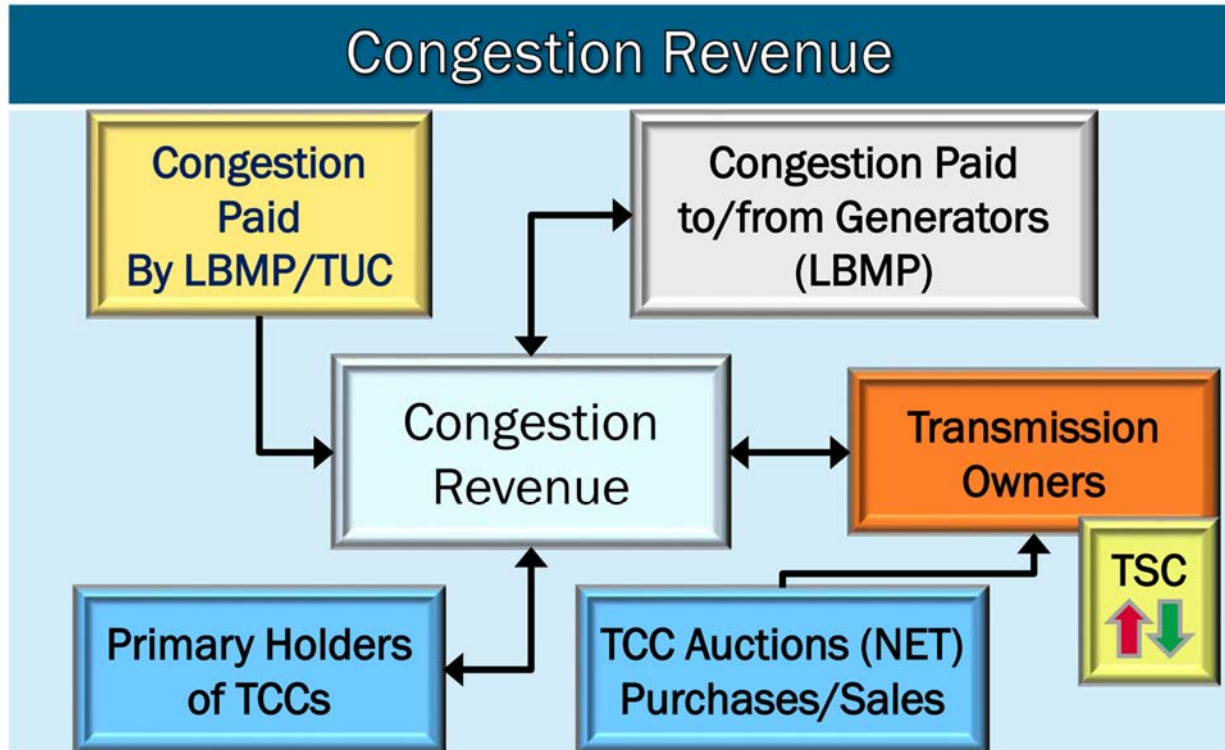 Congestion Revenue
Congestion
Paid
By LBMP/TUC
Congestion Paid
to/from Generators
(LBMP)
Congestion
Revenue
Transmission
Owners
TSC
Primary Holders
of TCCs
TCC Auctions (NET)
Purchases/Sales